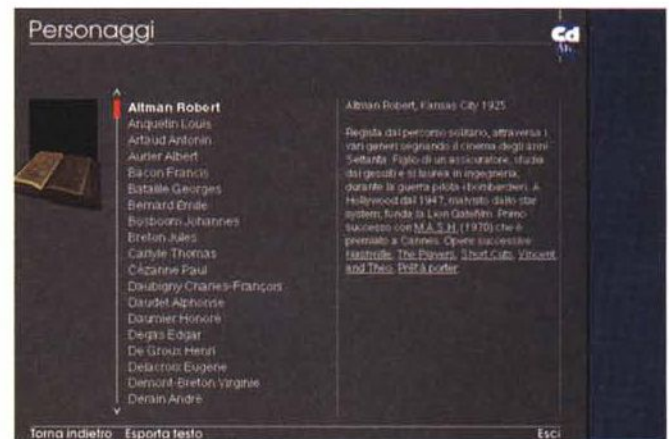 Personaggi
Cd
Altman Robert
Anquetin Louis
Artaud Antonin
Aurier Albert
Bacon Francis
Bataille Georges
Bernard Émile
Bosboom Johannes
Breton Jules
Carlyle Thomas
Cézanne Paul
Daubigny Charles-François
Daudet Alphonse
Daumier Honoré
Degas Edgar
De Groux Henri
Delacroix Eugène
Demont-Breton Virginie
Derain André
Altman Robert, Kansas City 1925
Regista dal percorso solitario, attraversa i
vari generi segnando il cinema degli anni
Settanta. Figlio di un assicuratore, studia
dai gesuiti e si laurea in ingegneria,
durante la guerra pilota i bombardieri. A
Hollywood dal 1947, malvisto dallo star
system, fonda la Lion Gatefilm. Primo
successo con M.A.S.H. (1970) che è
premiato a Cannes. Opere successive:
Nashville, The Players, Short Cuts, Vincent
and Theo, Prêt à porter.
Torna indietro Esporta testo Esci